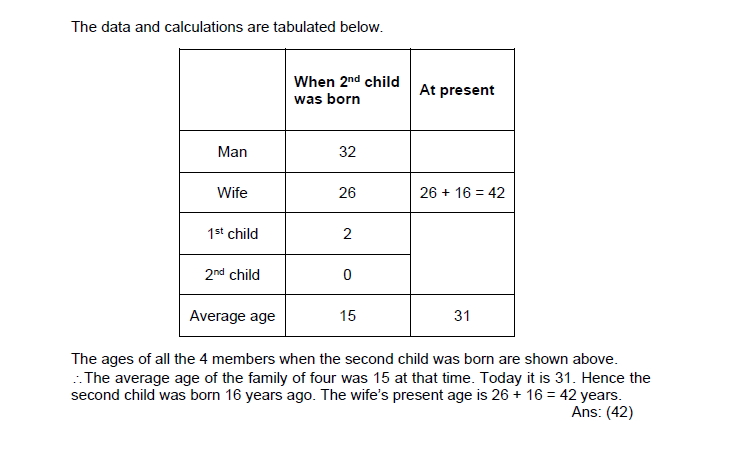 The data and calculations are tabulated below.
When 2nd child
was born
At present
Man 32
Wife 26 26 + 16 = 42
1st child 2
2nd child 0
Average age 15 31
The ages of all the 4 members when the second child was born are shown above.
∴The average age of the family of four was 15 at that time. Today it is 31. Hence the
second child was born 16 years ago. The wife's present age is 26 + 16 = 42 years.
Ans: (42)